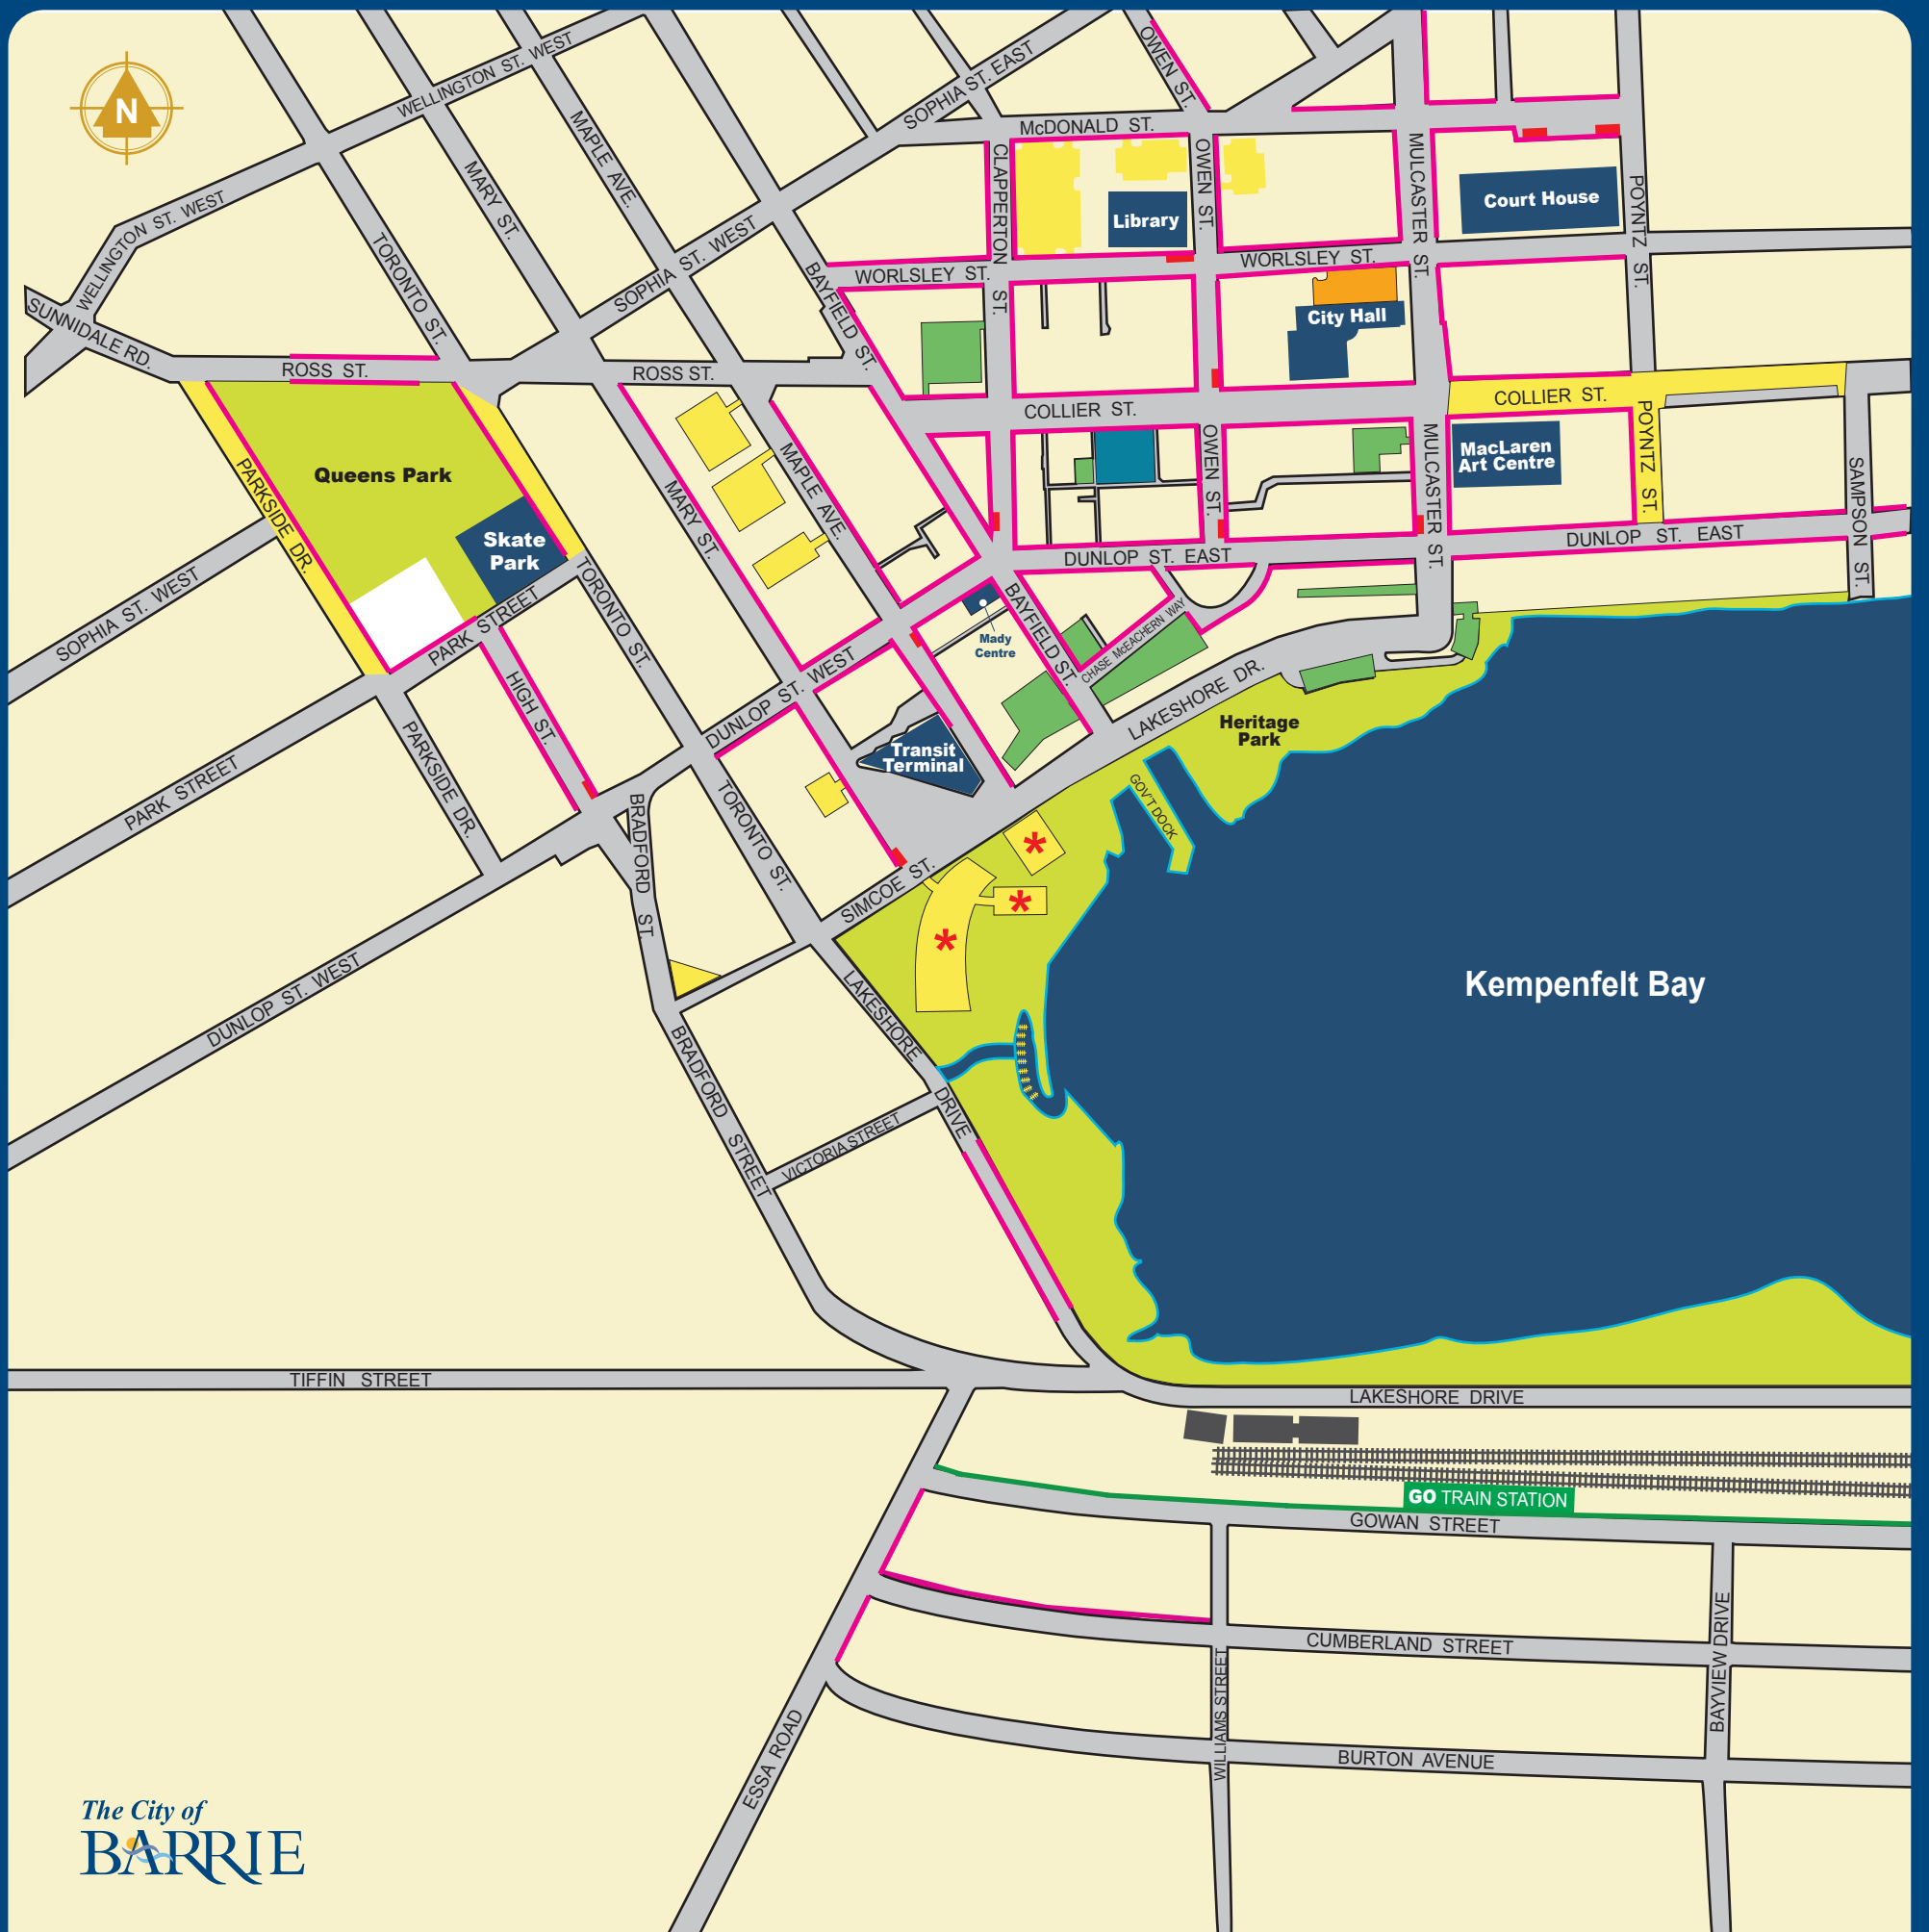 N
WELLINGTON ST. WEST
SOPHIA ST. EAST
OWEN ST.
McDONALD ST.
MAPLE AVE.
MARY ST.
CLAPPERTON ST.
OWEN ST.
MULCASTER ST.
POYNTZ ST.
Court House
Library
WELLINGTON ST. WEST
TORONTO ST.
SOPHIA ST. WEST
BAYFIELD ST.
WORLSLEY ST.
WORLSLEY ST.
City Hall
SUNNIDALE RD.
ROSS ST.
ROSS ST.
COLLIER ST.
COLLIER ST.
POYNTZ ST.
OWEN ST.
MULCASTER ST.
MacLaren
Art Centre
SAMPSON ST.
Queens Park
PARKSIDE DR.
MARY ST.
MAPLE AVE.
Skate
Park
DUNLOP ST. EAST
DUNLOP ST. EAST
SOPHIA ST. WEST
PARK STREET
TORONTO ST.
Mady
Centre
BAYFIELD ST.
CHASE McEACHERN WAY
HIGH ST.
DUNLOP ST. WEST
LAKESHORE DR.
Heritage
Park
Transit
Terminal
PARK STREET
PARKSIDE DR.
BRADFORD ST.
TORONTO ST.
GOV'T DOCK
SIMCOE ST.
*
*
*
Kempenfelt Bay
DUNLOP ST. WEST
LAKESHORE DRIVE
BRADFORD STREET
VICTORIA STREET
TIFFIN STREET
LAKESHORE DRIVE
GO TRAIN STATION
GOWAN STREET
CUMBERLAND STREET
WILLIAMS STREET
BAYVIEW DRIVE
ESSA ROAD
BURTON AVENUE
The City of
BARRIE